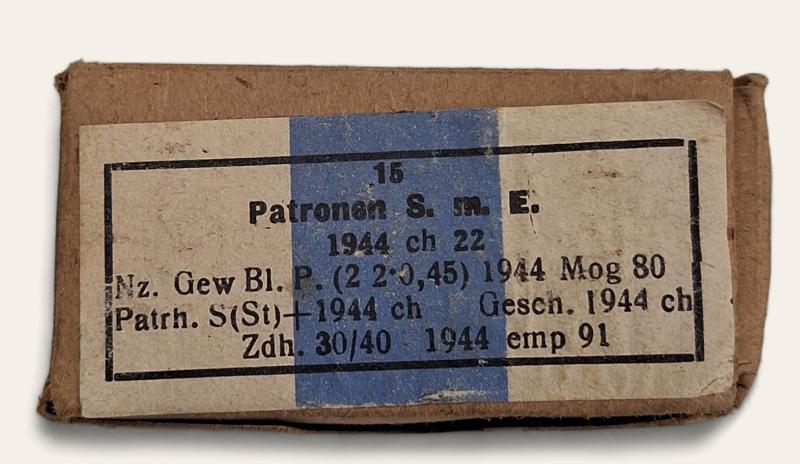 15
Patronen S. m. E.
1944 ch 22
Nz. Gew Bl. P. (2 2·0,45) 1944 Mog 80
Patrh. S(St)+1944 ch Gesch. 1944 ch
Zdh. 30/40 1944 emp 91